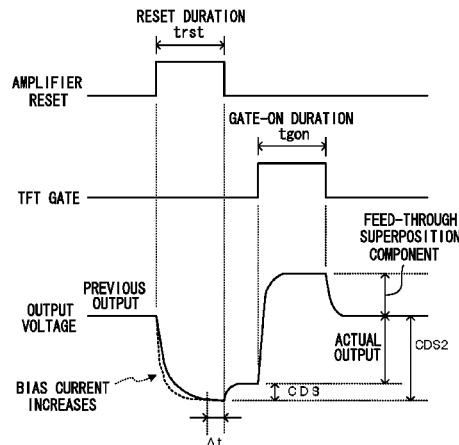 RESET DURATION
trst
AMPLIFIER
RESET
GATE-ON DURATION
tgon
TFT GATE
FEED-THROUGH
SUPERPOSITION
COMPONENT
PREVIOUS
OUTPUT
OUTPUT
VOLTAGE
ACTUAL
OUTPUT
CDS2
BIAS CURRENT
INCREASES
CDS
Δt